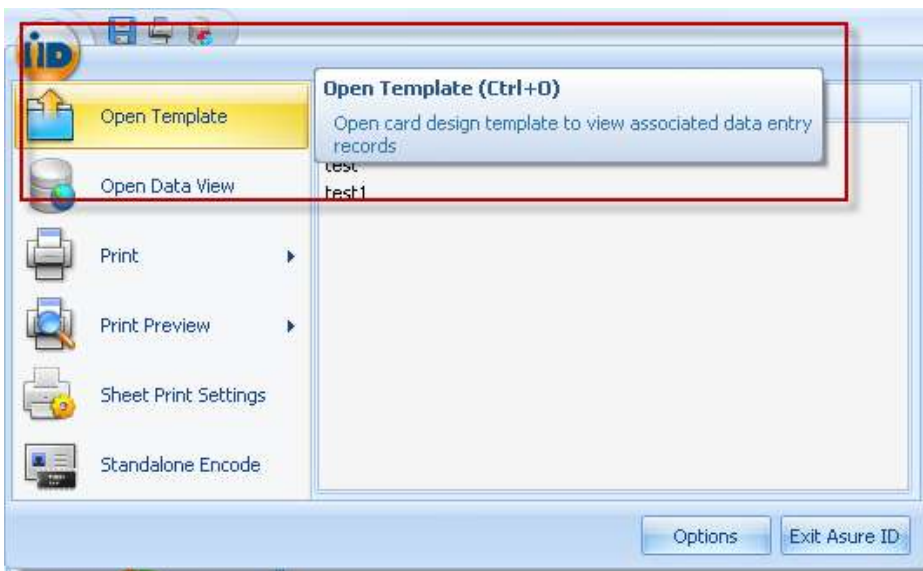 iID
Open Template
Open Template (Ctrl+O)
Open card design template to view associated data entry
records
test
Open Data View
test1
Print
Print Preview
Sheet Print Settings
Standalone Encode
Options
Exit Asure ID